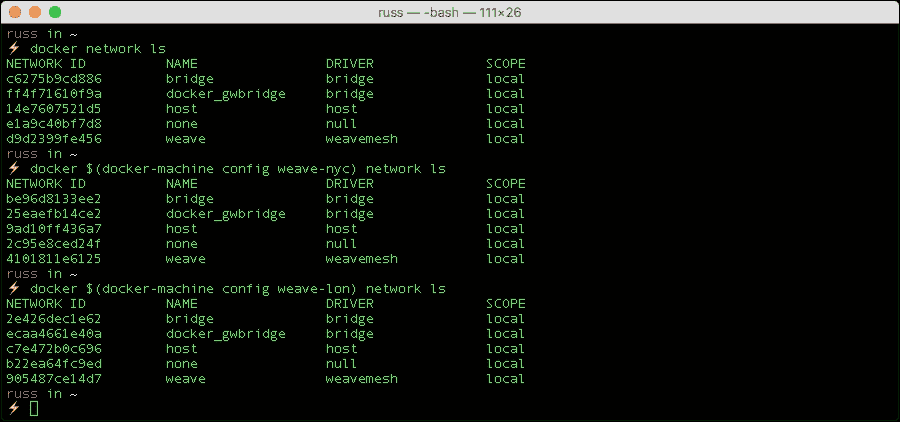 russ — -bash — 111×26
russ in ~
⚡ docker network ls
NETWORK ID          NAME                DRIVER              SCOPE
c6275b9cd886        bridge              bridge              local
ff4f71610f9a        docker_gwbridge     bridge              local
14e7607521d5        host                host                local
e1a9c40bf7d8        none                null                local
d9d2399fe456        weave               weavemesh           local
russ in ~
⚡ docker $(docker-machine config weave-nyc) network ls
NETWORK ID          NAME                DRIVER              SCOPE
be96d8133ee2        bridge              bridge              local
25eaefb14ce2        docker_gwbridge     bridge              local
9ad10ff436a7        host                host                local
2c95e8ced24f        none                null                local
4101811e6125        weave               weavemesh           local
russ in ~
⚡ docker $(docker-machine config weave-lon) network ls
NETWORK ID          NAME                DRIVER              SCOPE
2e426dec1e62        bridge              bridge              local
ecaa4661e40a        docker_gwbridge     bridge              local
c7e472b0c696        host                host                local
b22ea64fc9ed        none                null                local
905487ce14d7        weave               weavemesh           local
russ in ~
⚡